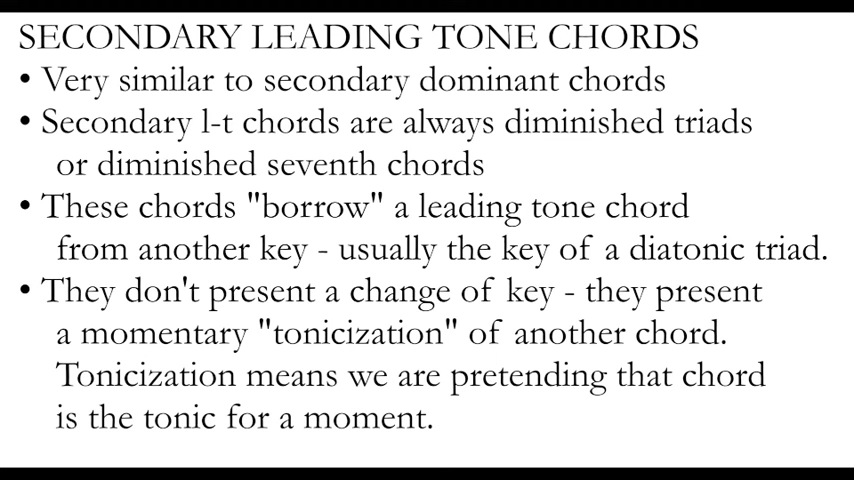 SECONDARY LEADING TONE CHORDS
• Very similar to secondary dominant chords
• Secondary l-t chords are always diminished triads
or diminished seventh chords
• These chords "borrow" a leading tone chord
from another key - usually the key of a diatonic triad.
• They don't present a change of key - they present
a momentary "tonicization" of another chord.
Tonicization means we are pretending that chord
is the tonic for a moment.